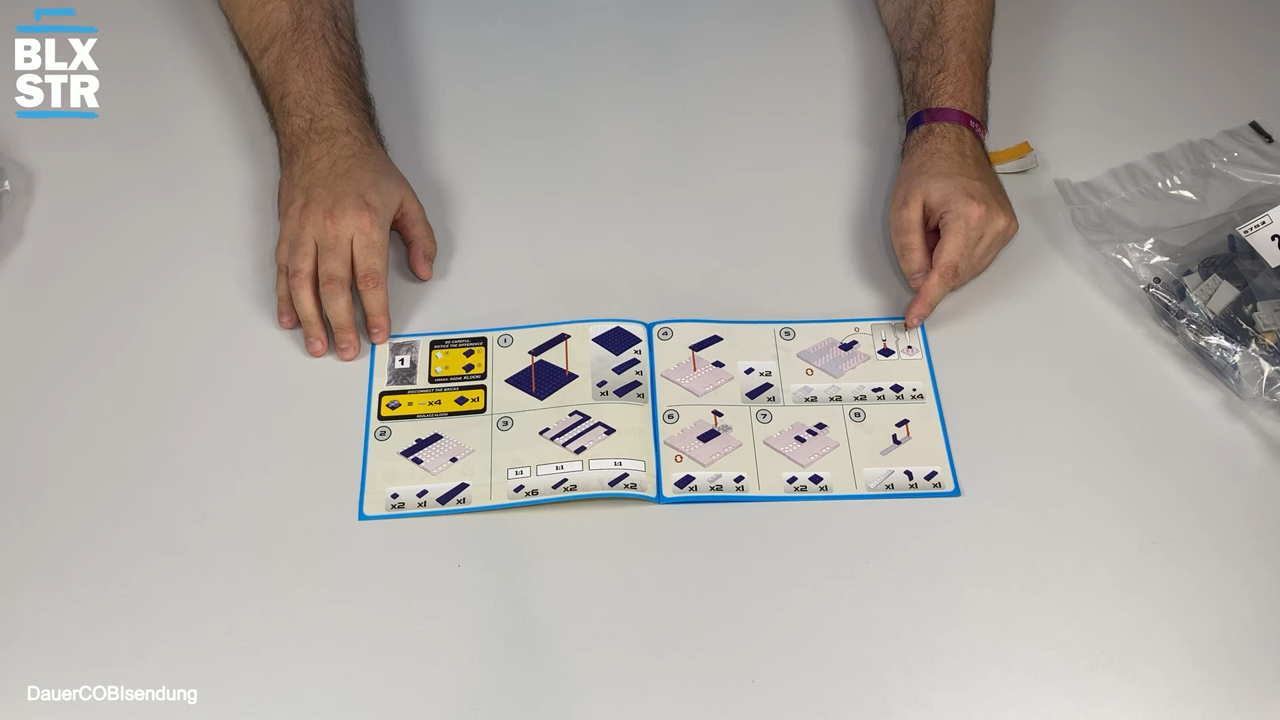 BLX
STR
BE CAREFUL:
NOTICE THE DIFFERENCE
1
DISCONNECT THE BRICKS
= x4
x1
1
x1
x1
x1
2
x2
x1
x1
3
1:1
1:1
1:1
x6
x2
x2
4
x2
x1
5
x2
x2
x2
x1
x1
x4
6
x1
x2
x1
7
x2
x1
8
x1
x1
x1
5752
DauerCOBIsendung